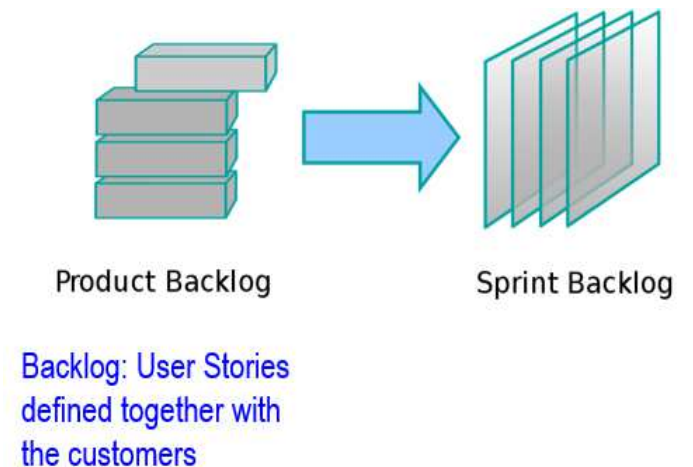 Product Backlog
Sprint Backlog
Backlog: User Stories
defined together with
the customers